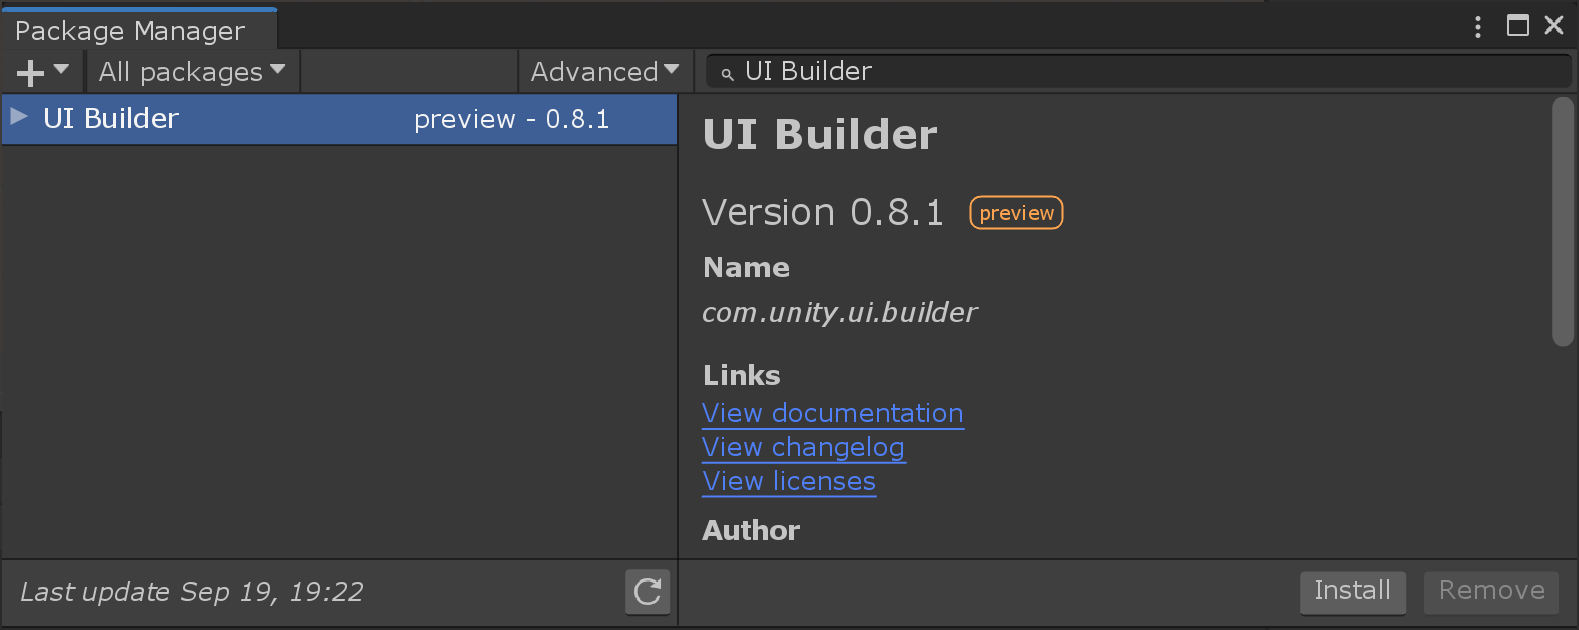 Package Manager
All packages Advanced UI Builder
UI Builder preview - 0.8.1
UI Builder
Version 0.8.1 preview
Name
com.unity.ui.builder
Links
View documentation
View changelog
View licenses
Author
Last update Sep 19, 19:22 Install Remove